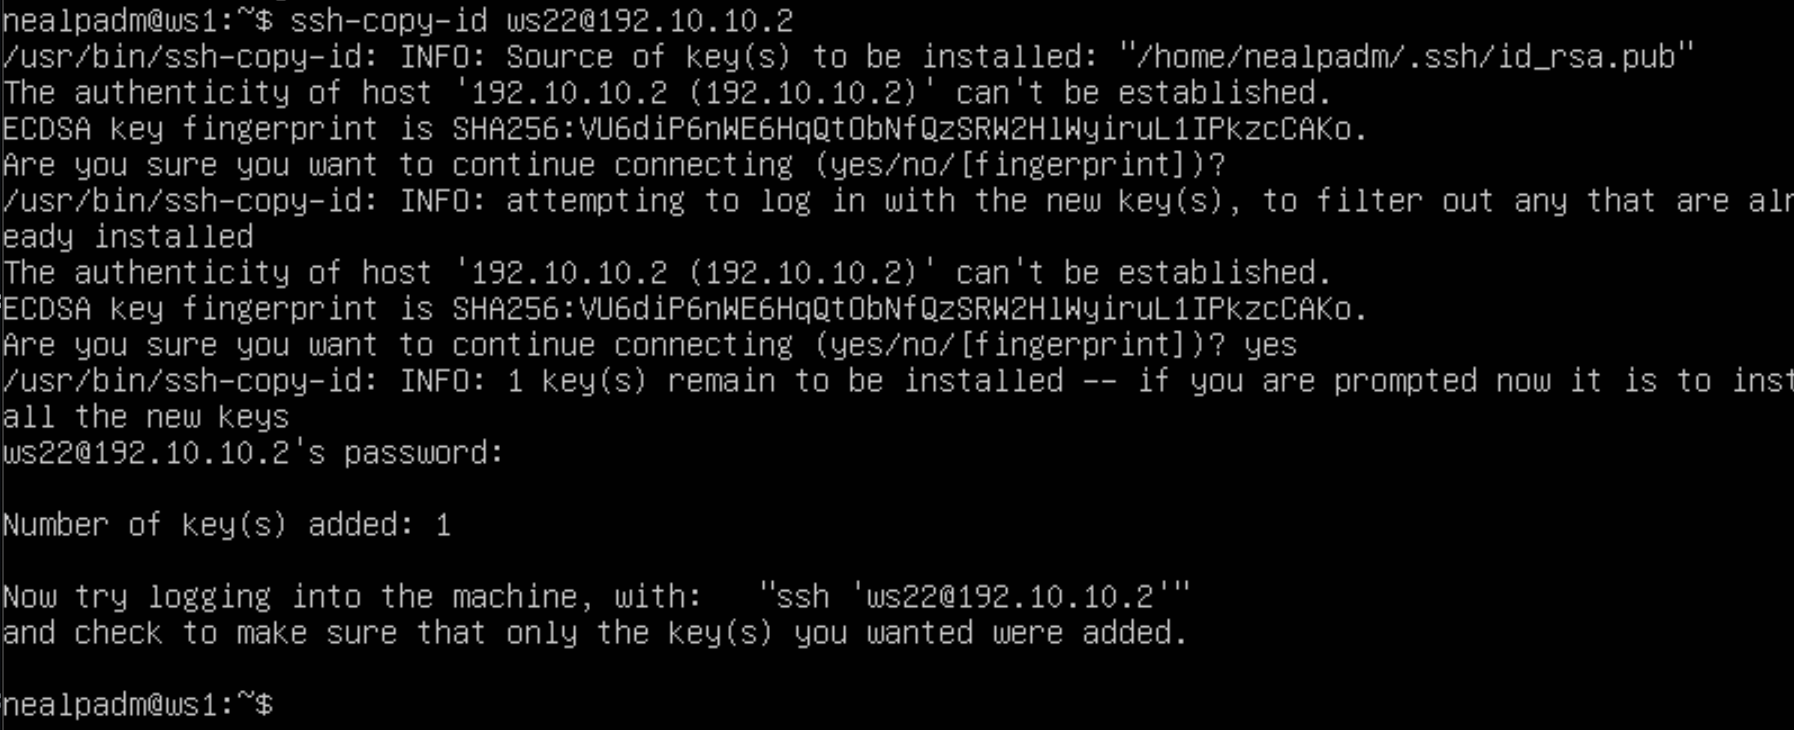 nealpadm@ws1:~$ ssh-copy-id ws22@192.10.10.2
/usr/bin/ssh-copy-id: INFO: Source of key(s) to be installed: "/home/nealpadm/.ssh/id_rsa.pub"
The authenticity of host '192.10.10.2 (192.10.10.2)' can't be established.
ECDSA key fingerprint is SHA256:VU6diP6nWE6HqQtObNfQzSRW2HlWyiruL1IPkzcCAKo.
Are you sure you want to continue connecting (yes/no/[fingerprint])?
/usr/bin/ssh-copy-id: INFO: attempting to log in with the new key(s), to filter out any that are alr
eady installed
The authenticity of host '192.10.10.2 (192.10.10.2)' can't be established.
ECDSA key fingerprint is SHA256:VU6diP6nWE6HqQtObNfQzSRW2HlWyiruL1IPkzcCAKo.
Are you sure you want to continue connecting (yes/no/[fingerprint])? yes
/usr/bin/ssh-copy-id: INFO: 1 key(s) remain to be installed -- if you are prompted now it is to inst
all the new keys
ws22@192.10.10.2's password:
Number of key(s) added: 1
Now try logging into the machine, with:   "ssh 'ws22@192.10.10.2'"
and check to make sure that only the key(s) you wanted were added.
nealpadm@ws1:~$